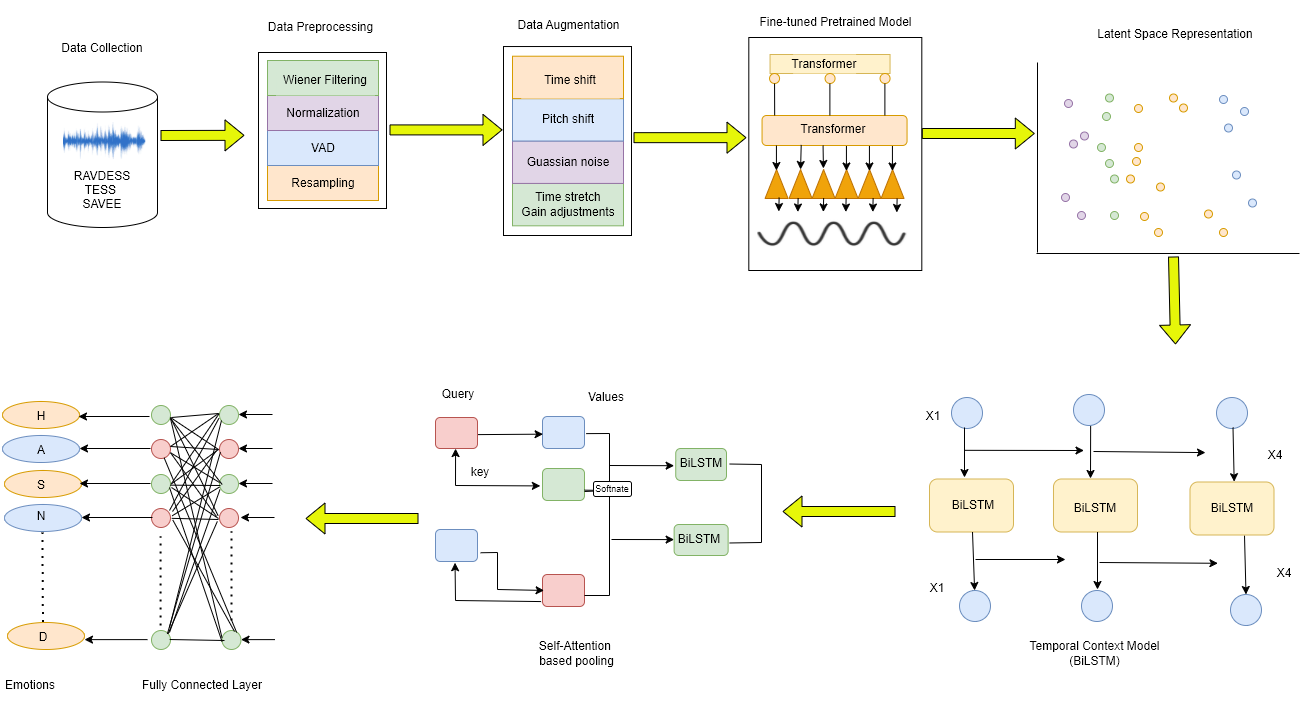 Data Collection
RAVDESS
TESS
SAVEE
Data Preprocessing
Wiener Filtering
Normalization
VAD
Resampling
Data Augmentation
Time shift
Pitch shift
Guassian noise
Time stretch
Gain adjustments
Fine-tuned Pretrained Model
Transformer
Transformer
Latent Space Representation
X1
X4
BiLSTM
BiLSTM
BiLSTM
X1
X4
Temporal Context Model
(BiLSTM)
Query
Values
key
Softnate
BiLSTM
BiLSTM
Self-Attention
based pooling
H
A
S
N
D
Emotions
Fully Connected Layer